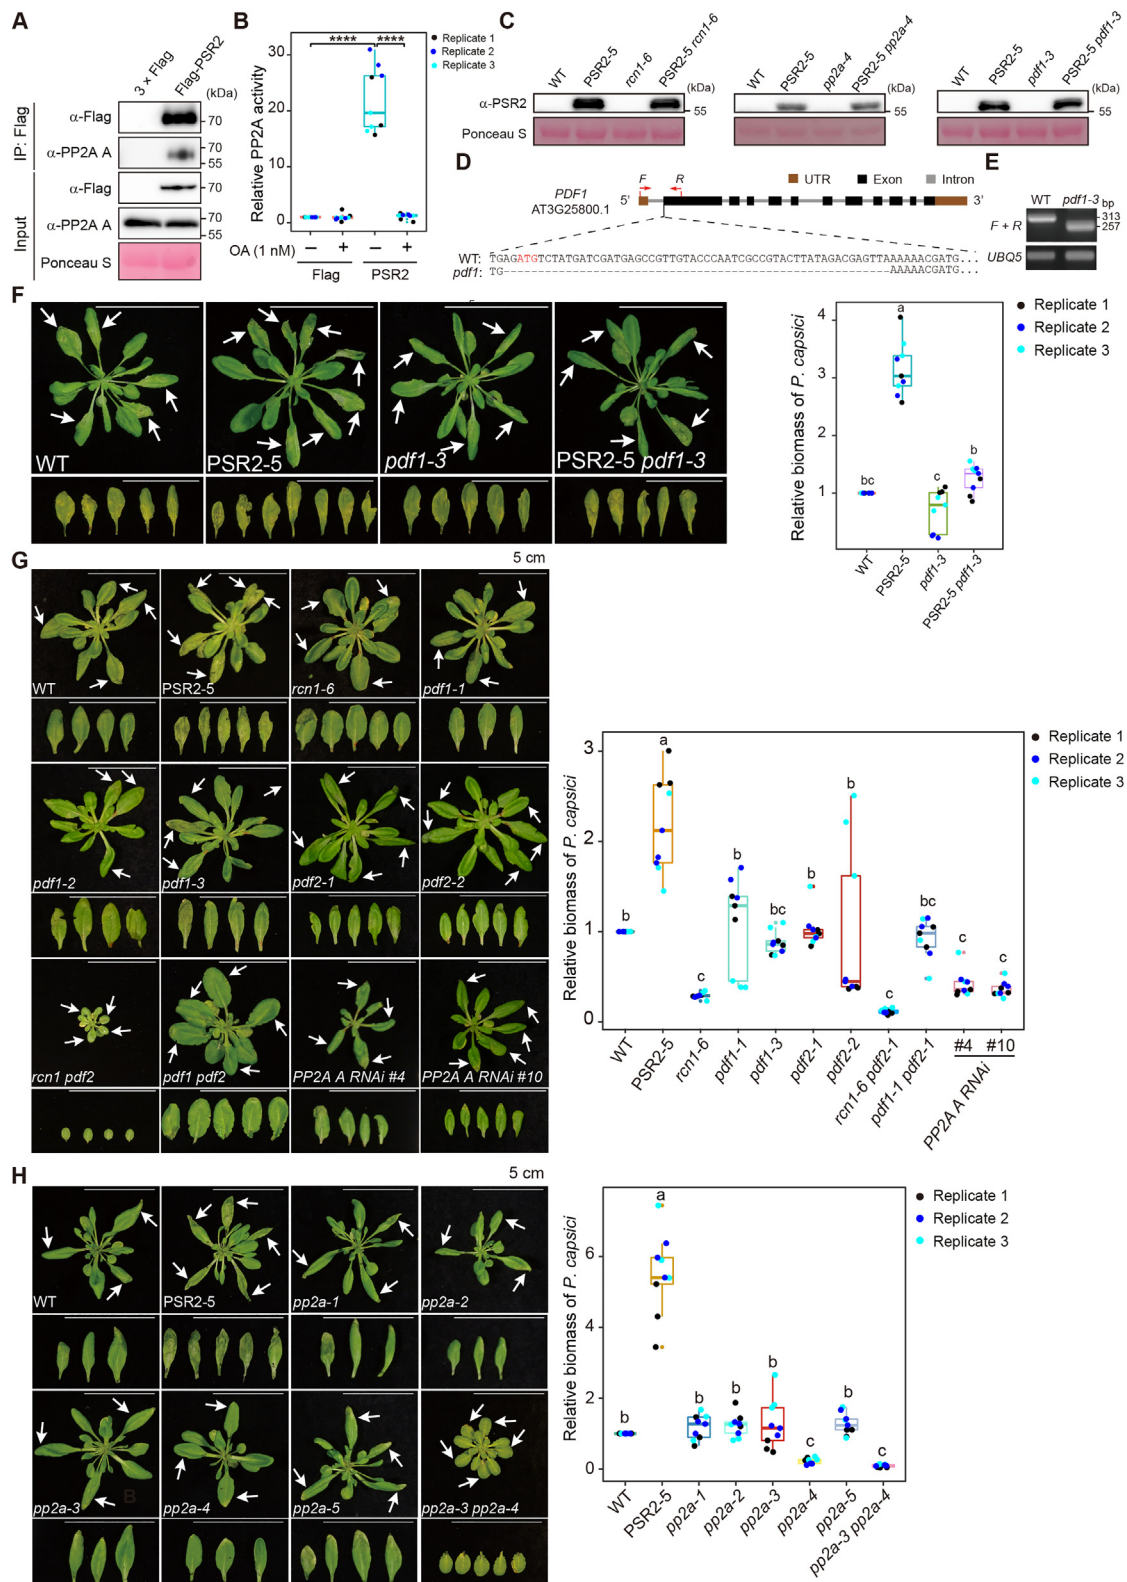 A
3 × Flag
Flag-PSR2
(kDa)
IP: Flag
α-Flag
70
α-PP2A A
70
55
Input
α-Flag
70
α-PP2A A
70
55
Ponceau S
B
Relative PP2A activity
30
20
10
0
****
****
Replicate 1
Replicate 2
Replicate 3
OA (1 nM)
− + − +
Flag
PSR2
C
WT
PSR2-5
rcn1-6
PSR2-5 rcn1-6
(kDa)
WT
PSR2-5
pp2a-4
PSR2-5 pp2a-4
(kDa)
WT
PSR2-5
pdf1-3
PSR2-5 pdf1-3
(kDa)
α-PSR2
55
55
55
Ponceau S
D
PDF1
AT3G25800.1
F
R
5'
3'
UTR
Exon
Intron
WT: TGAGATGTCTATGATCGATGAGCCGTTGTACCCAATCGCCGTACTTATAGACGAGTTAAAAAACGATG...
pdf1: TG------------------------------------------------------AAAAACGATG...
E
WT
pdf1-3
bp
F + R
313
257
UBQ5
F
WT
PSR2-5
pdf1-3
PSR2-5 pdf1-3
5 cm
Relative biomass of P. capsici
4
3
2
1
bc
a
c
b
Replicate 1
Replicate 2
Replicate 3
WT
PSR2-5
pdf1-3
PSR2-5 pdf1-3
G
WT
PSR2-5
rcn1-6
pdf1-1
pdf1-2
pdf1-3
pdf2-1
pdf2-2
rcn1 pdf2
pdf1 pdf2
PP2A A RNAi #4
PP2A A RNAi #10
5 cm
Relative biomass of P. capsici
3
2
1
0
b
a
c
b
bc
b
b
c
bc
c
c
Replicate 1
Replicate 2
Replicate 3
WT
PSR2-5
rcn1-6
pdf1-1
pdf1-3
pdf2-1
pdf2-2
rcn1-6 pdf2-1
pdf1-1 pdf2-1
#4
#10
PP2A A RNAi
H
WT
PSR2-5
pp2a-1
pp2a-2
pp2a-3
B
pp2a-4
pp2a-5
pp2a-3 pp2a-4
Relative biomass of P. capsici
6
4
2
0
b
a
b
b
b
c
b
c
Replicate 1
Replicate 2
Replicate 3
WT
PSR2-5
pp2a-1
pp2a-2
pp2a-3
pp2a-4
pp2a-5
pp2a-3 pp2a-4